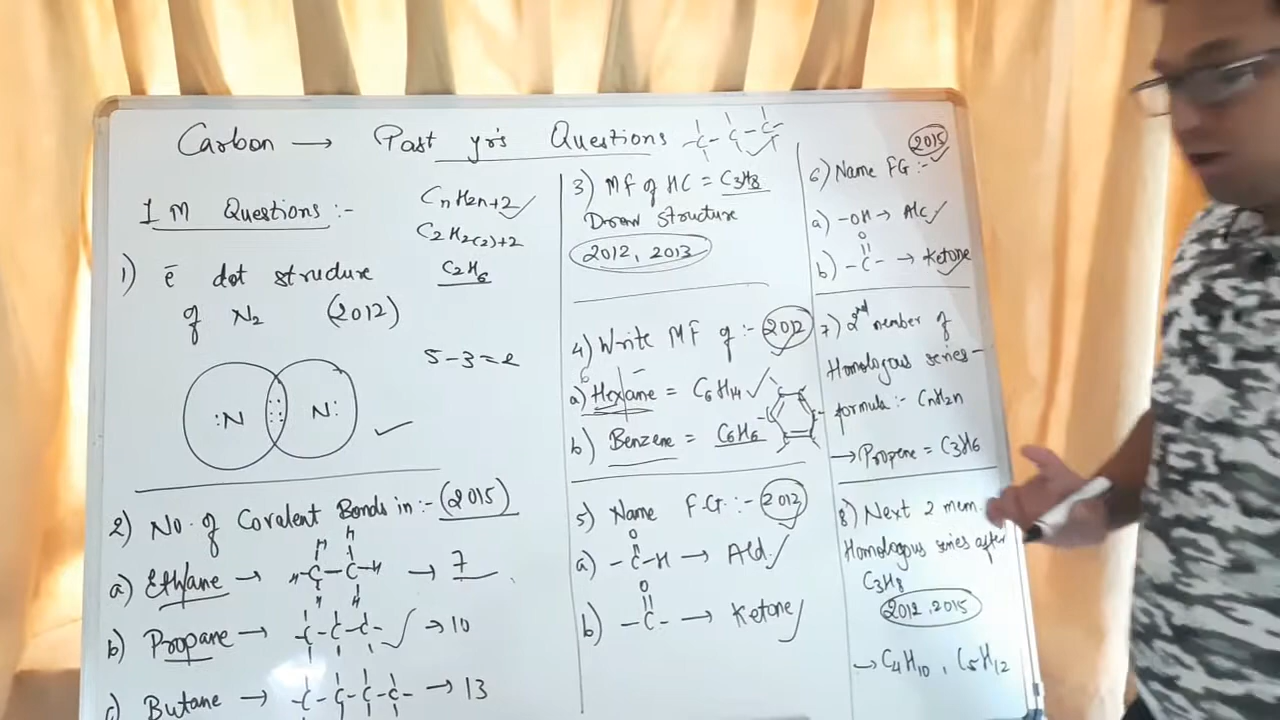 Carbon → Past yr's Questions
1 M Questions :-
CnH2n+2 ✓
C2H2(2)+2
C2H6
1) ē dot structure
of N2 (2012)
5-3=2
:N N:
2) No. of Covalent Bonds in :- (2015)
a) Ethane → 7
b) Propane → 10
c) Butane → 13
3) MF of HC = C3H8
Draw Structure
2012, 2013
4) Write MF of :- 2012
6
a) Hexane = C6H14 ✓
b) Benzene = C6H6
5) Name F.G. :- 2012
a) -C-H → Ald.
O
b) -C- → Ketone
O
2015
6) Name FG :-
a) -OH → Alc
b) -C- → Ketone
O
7) 2nd member of
Homologous series -
formula :- CnH2n
→ Propene = C3H6
8) Next 2 mem.
Homologous series after
C3H8
2012, 2015
→ C4H10, C5H12